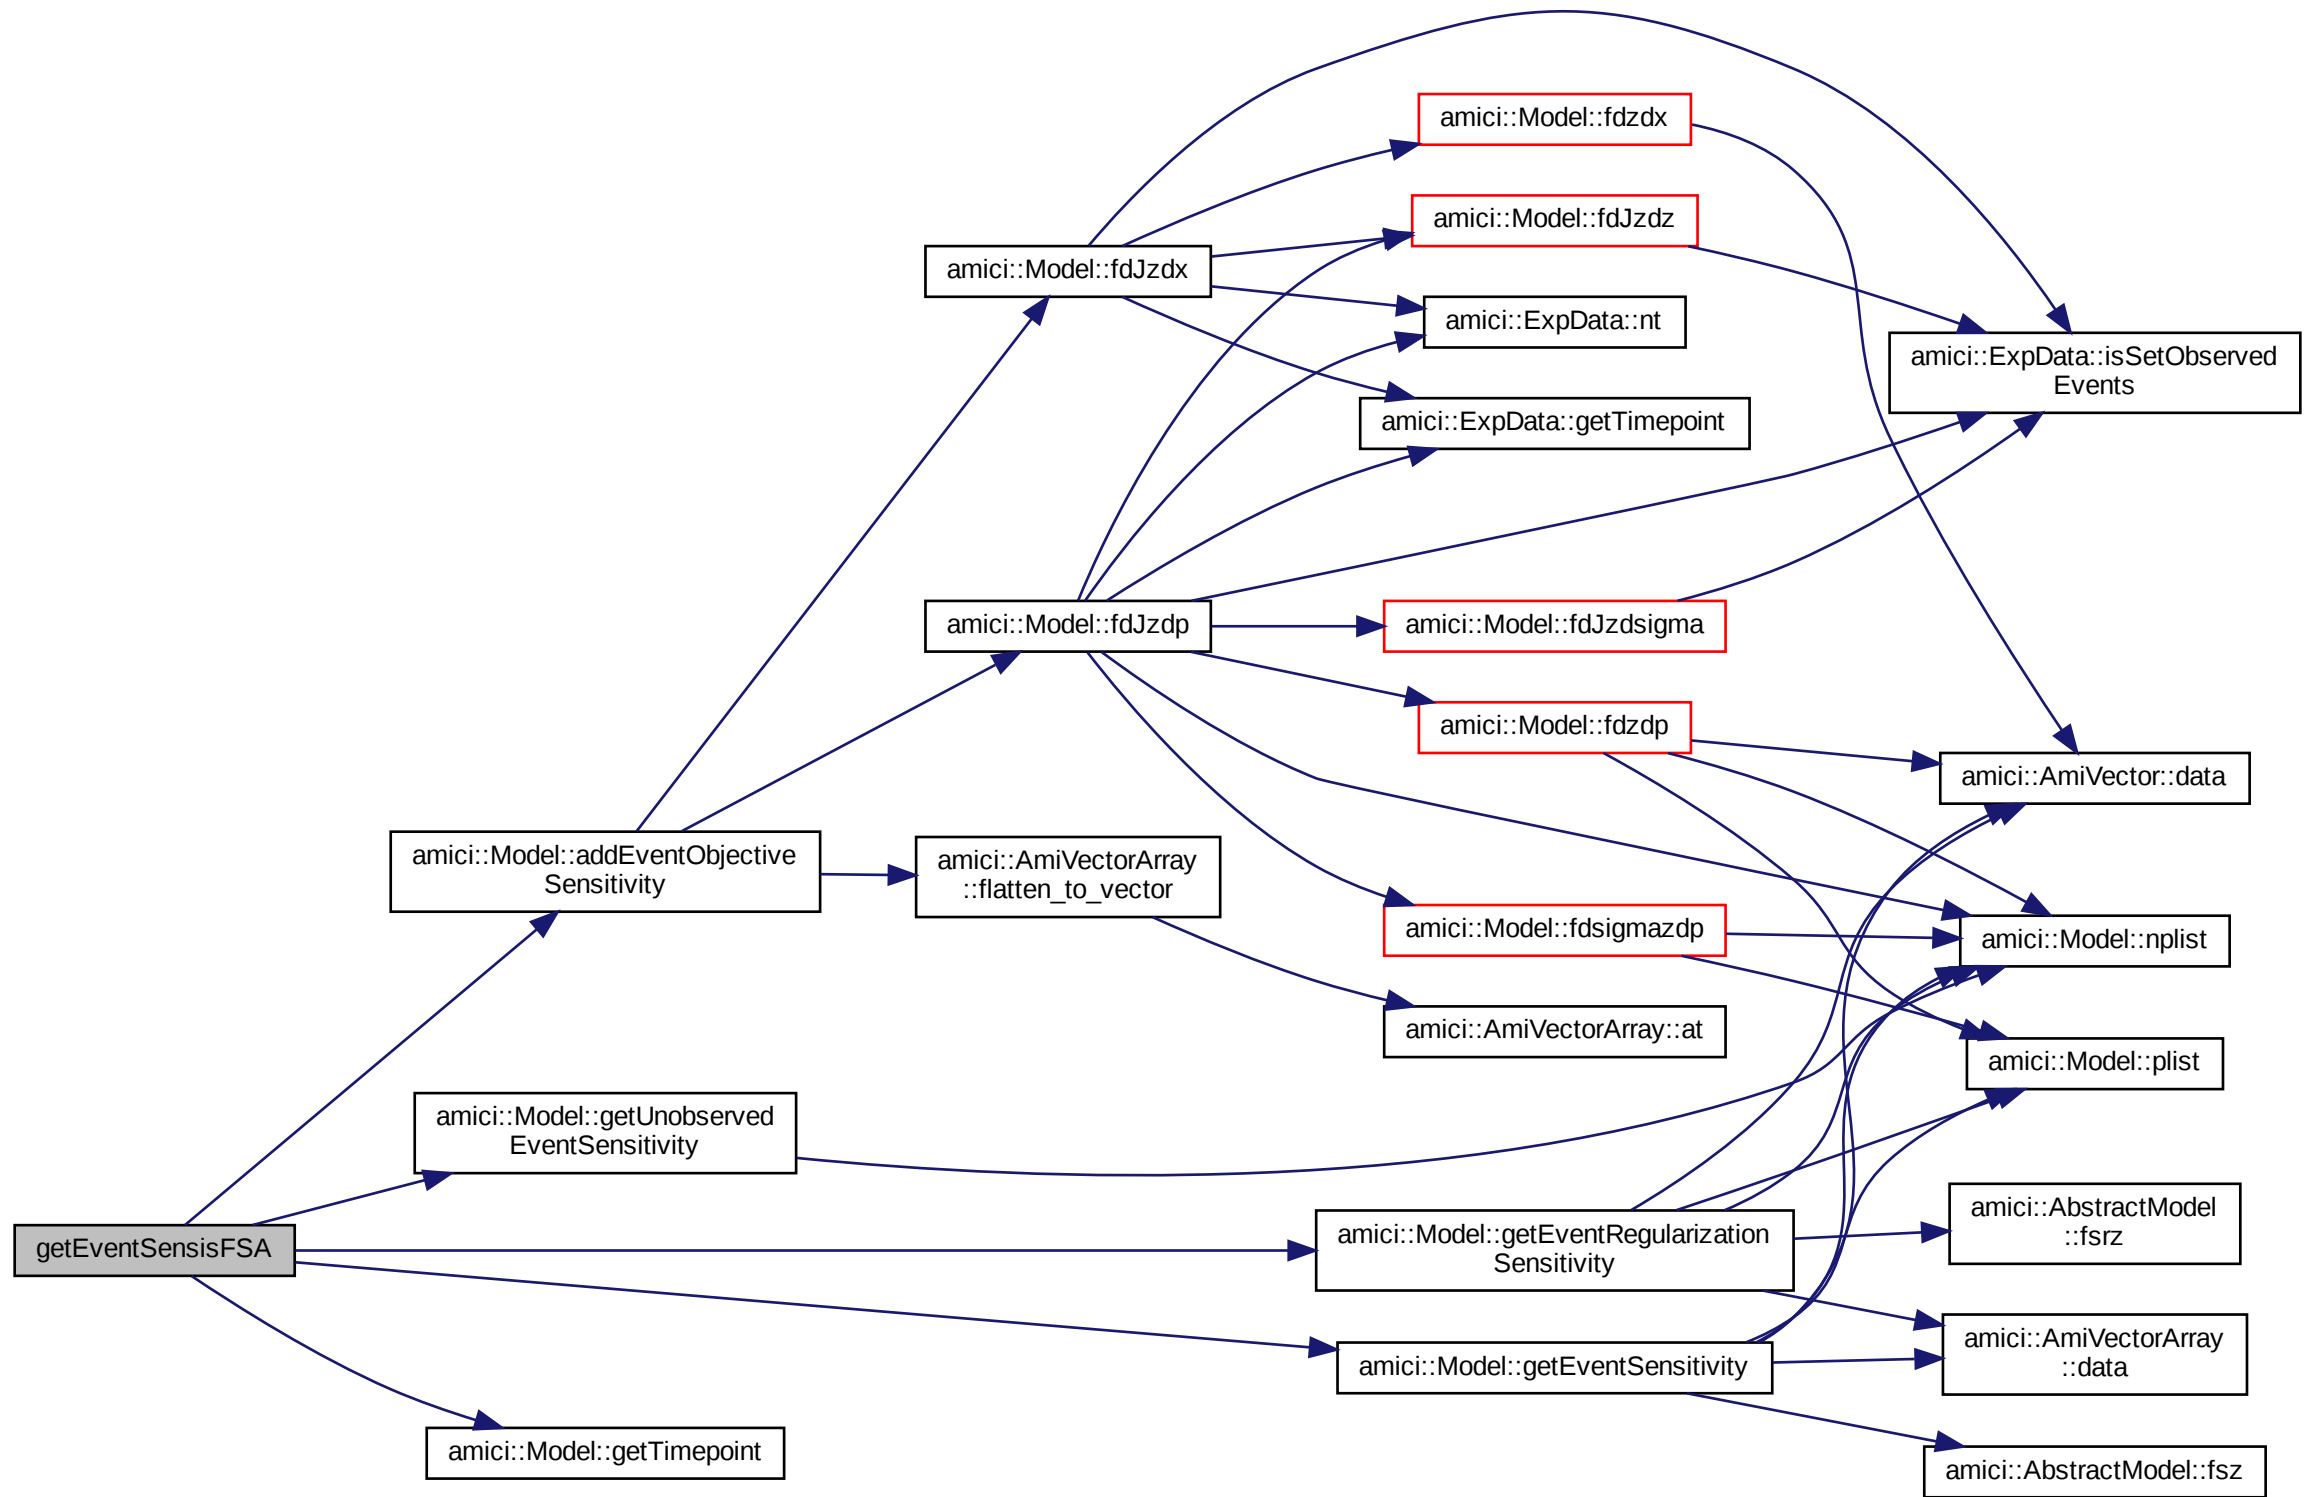 getEventSensisFSA
amici::Model::addEventObjective
Sensitivity
amici::Model::getUnobserved
EventSensitivity
amici::Model::getTimepoint
amici::Model::fdJzdx
amici::Model::fdJzdp
amici::AmiVectorArray
::flatten_to_vector
amici::Model::fdzdx
amici::Model::fdJzdz
amici::ExpData::nt
amici::ExpData::getTimepoint
amici::Model::fdJzdsigma
amici::Model::fdzdp
amici::Model::fdsigmazdp
amici::AmiVectorArray::at
amici::Model::getEventRegularization
Sensitivity
amici::Model::getEventSensitivity
amici::ExpData::isSetObserved
Events
amici::AmiVector::data
amici::Model::nplist
amici::Model::plist
amici::AbstractModel
::fsrz
amici::AmiVectorArray
::data
amici::AbstractModel::fsz